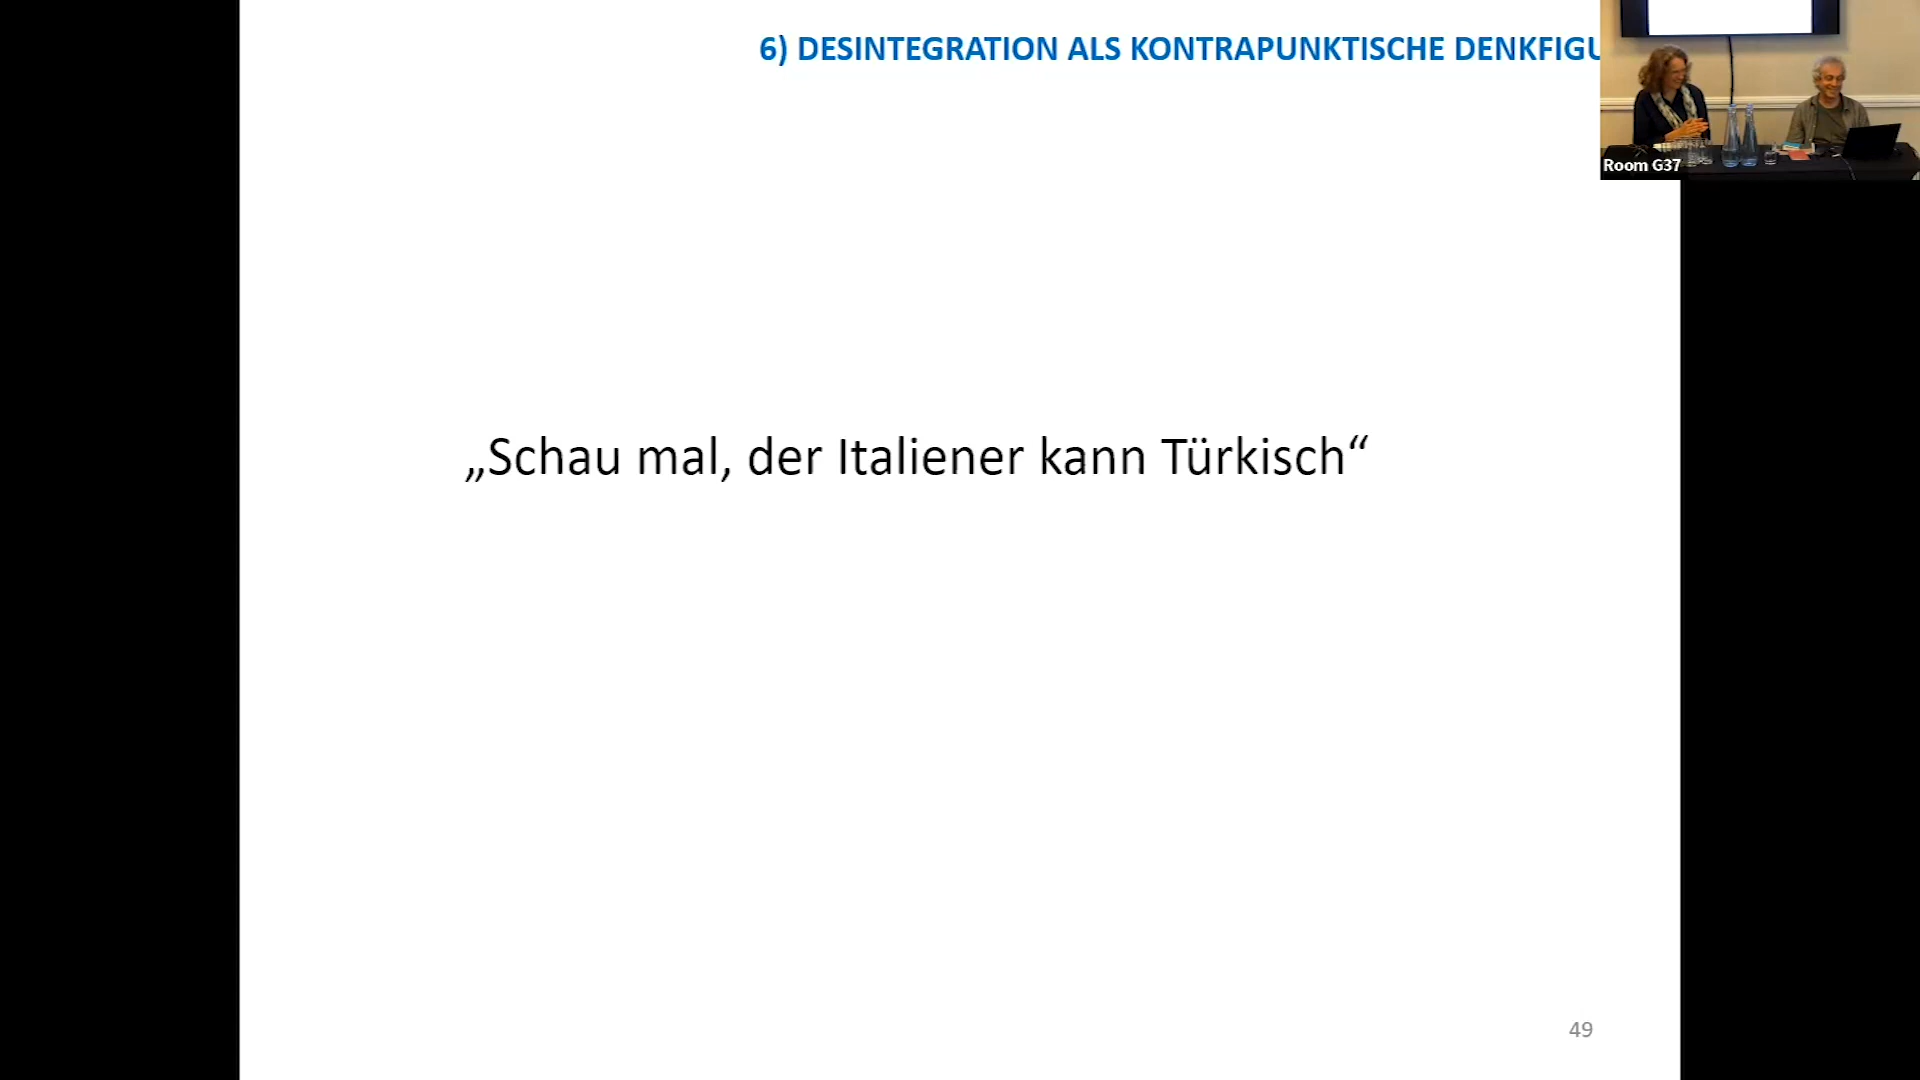 6) DESINTEGRATION ALS KONTRAPUNKTISCHE DENKFIGU
Room G37
„Schau mal, der Italiener kann Türkisch“
49